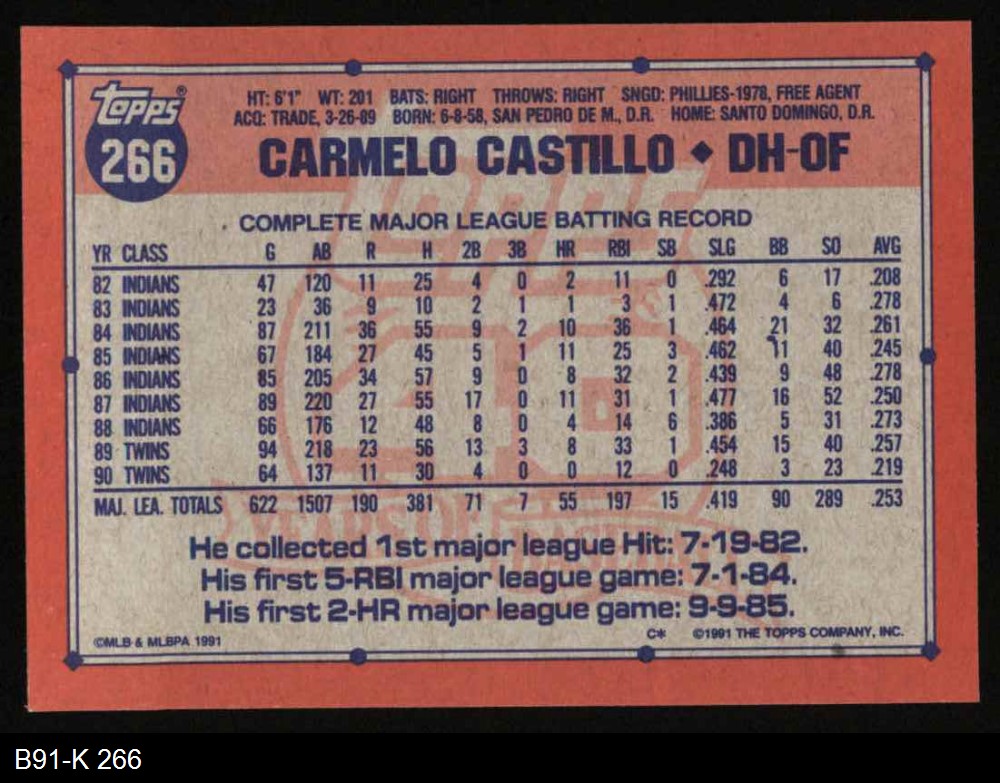 Topps®
266
HT: 6'1" WT: 201 BATS: RIGHT THROWS: RIGHT SNGD: PHILLIES-1978, FREE AGENT
ACQ: TRADE, 3-26-89 BORN: 6-8-58, SAN PEDRO DE M., D.R. HOME: SANTO DOMINGO, D.R.
CARMELO CASTILLO ◆ DH-OF
COMPLETE MAJOR LEAGUE BATTING RECORD
YR CLASS G AB R H 2B 3B HR RBI SB SLG BB SO AVG
82 INDIANS 47 120 11 25 4 0 2 11 0 .292 6 17 .208
83 INDIANS 23 36 9 10 2 1 1 3 1 .472 4 6 .278
84 INDIANS 87 211 36 55 9 2 10 36 1 .464 21 32 .261
85 INDIANS 67 184 27 45 5 1 11 25 3 .462 11 40 .245
86 INDIANS 85 205 34 57 9 0 8 32 2 .439 9 48 .278
87 INDIANS 89 220 27 55 17 0 11 31 1 .477 16 52 .250
88 INDIANS 66 176 12 48 8 0 4 14 6 .386 5 31 .273
89 TWINS 94 218 23 56 13 3 8 33 1 .454 15 40 .257
90 TWINS 64 137 11 30 4 0 0 12 0 .248 3 23 .219
MAJ. LEA. TOTALS 622 1507 190 381 71 7 55 197 15 .419 90 289 .253
He collected 1st major league Hit: 7-19-82.
His first 5-RBI major league game: 7-1-84.
His first 2-HR major league game: 9-9-85.
©MLB & MLBPA 1991 C* ©1991 THE TOPPS COMPANY, INC.
TOPPS
40
YEARS OF BASEBALL
B91-K 266